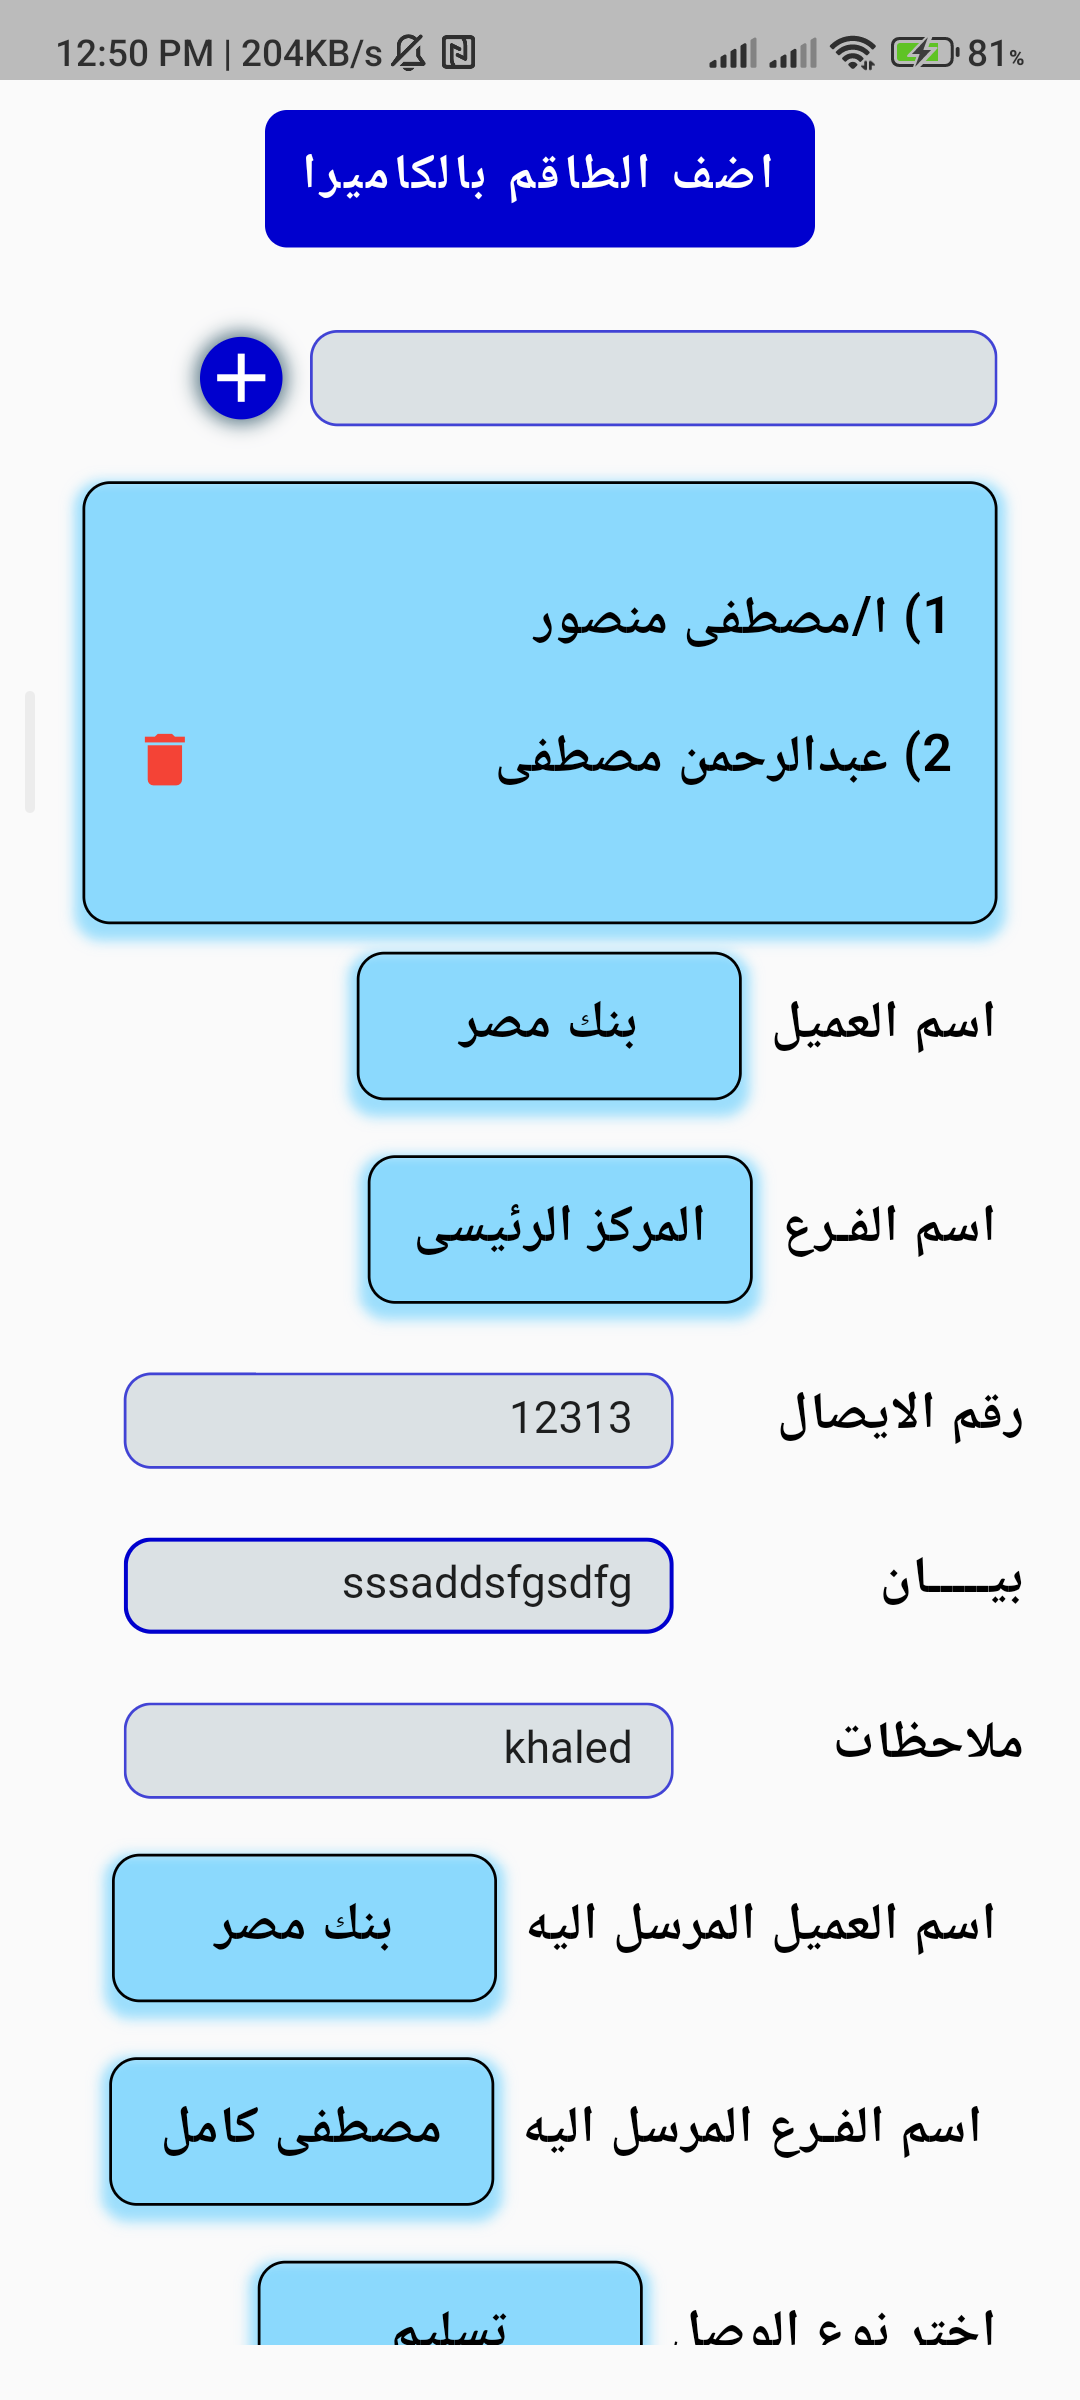 12:50 PM | 204KB/s 81%
اضف الطاقم بالكاميرا
1) ا/مصطفى منصور
2) عبدالرحمن مصطفى
اسم العميل بنك مصر
اسم الفـرع المركز الرئيسى
رقم الايصال 12313
بيـــــان sssaddsfgsdfg
ملاحظات khaled
اسم العميل المرسل اليه بنك مصر
اسم الفـرع المرسل اليه مصطفى كامل
اختر نوع الوصل تسليم